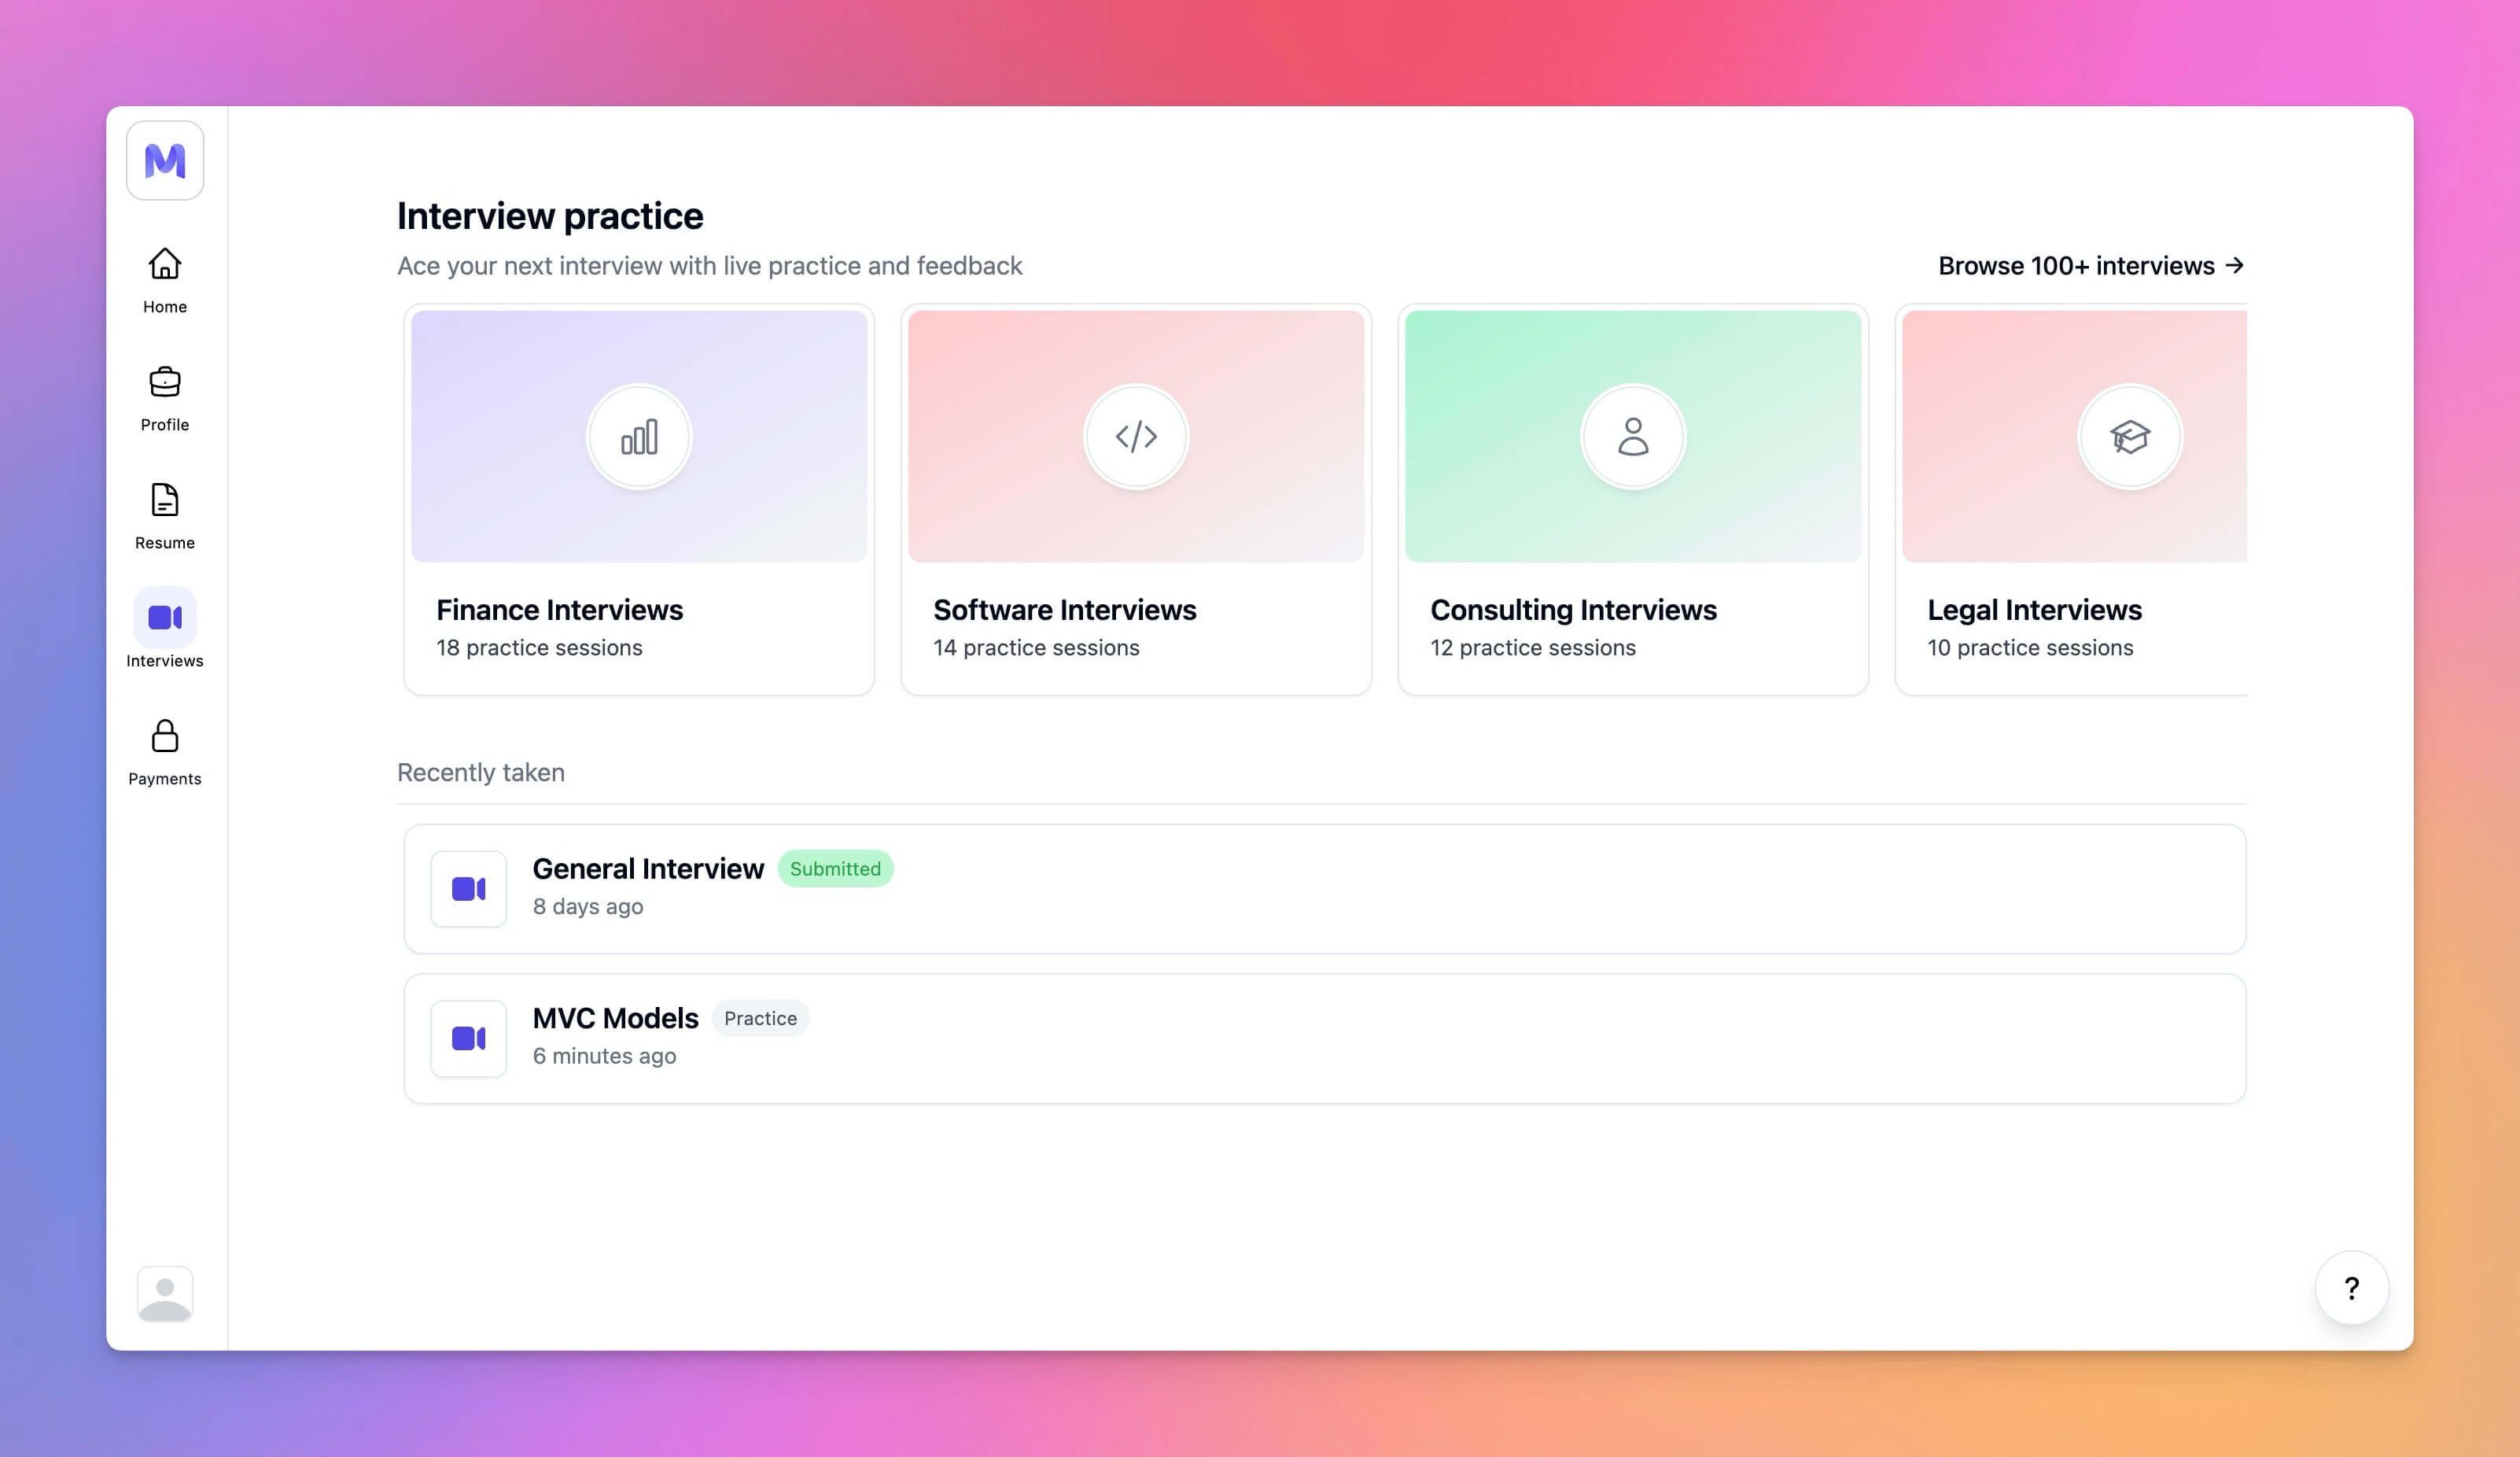 Home
Profile
Resume
Interviews
Payments
Interview practice
Ace your next interview with live practice and feedback
Browse 100+ interviews →
Finance Interviews
18 practice sessions
Software Interviews
14 practice sessions
Consulting Interviews
12 practice sessions
Legal Interviews
10 practice sessions
Recently taken
General Interview Submitted
8 days ago
MVC Models Practice
6 minutes ago
?